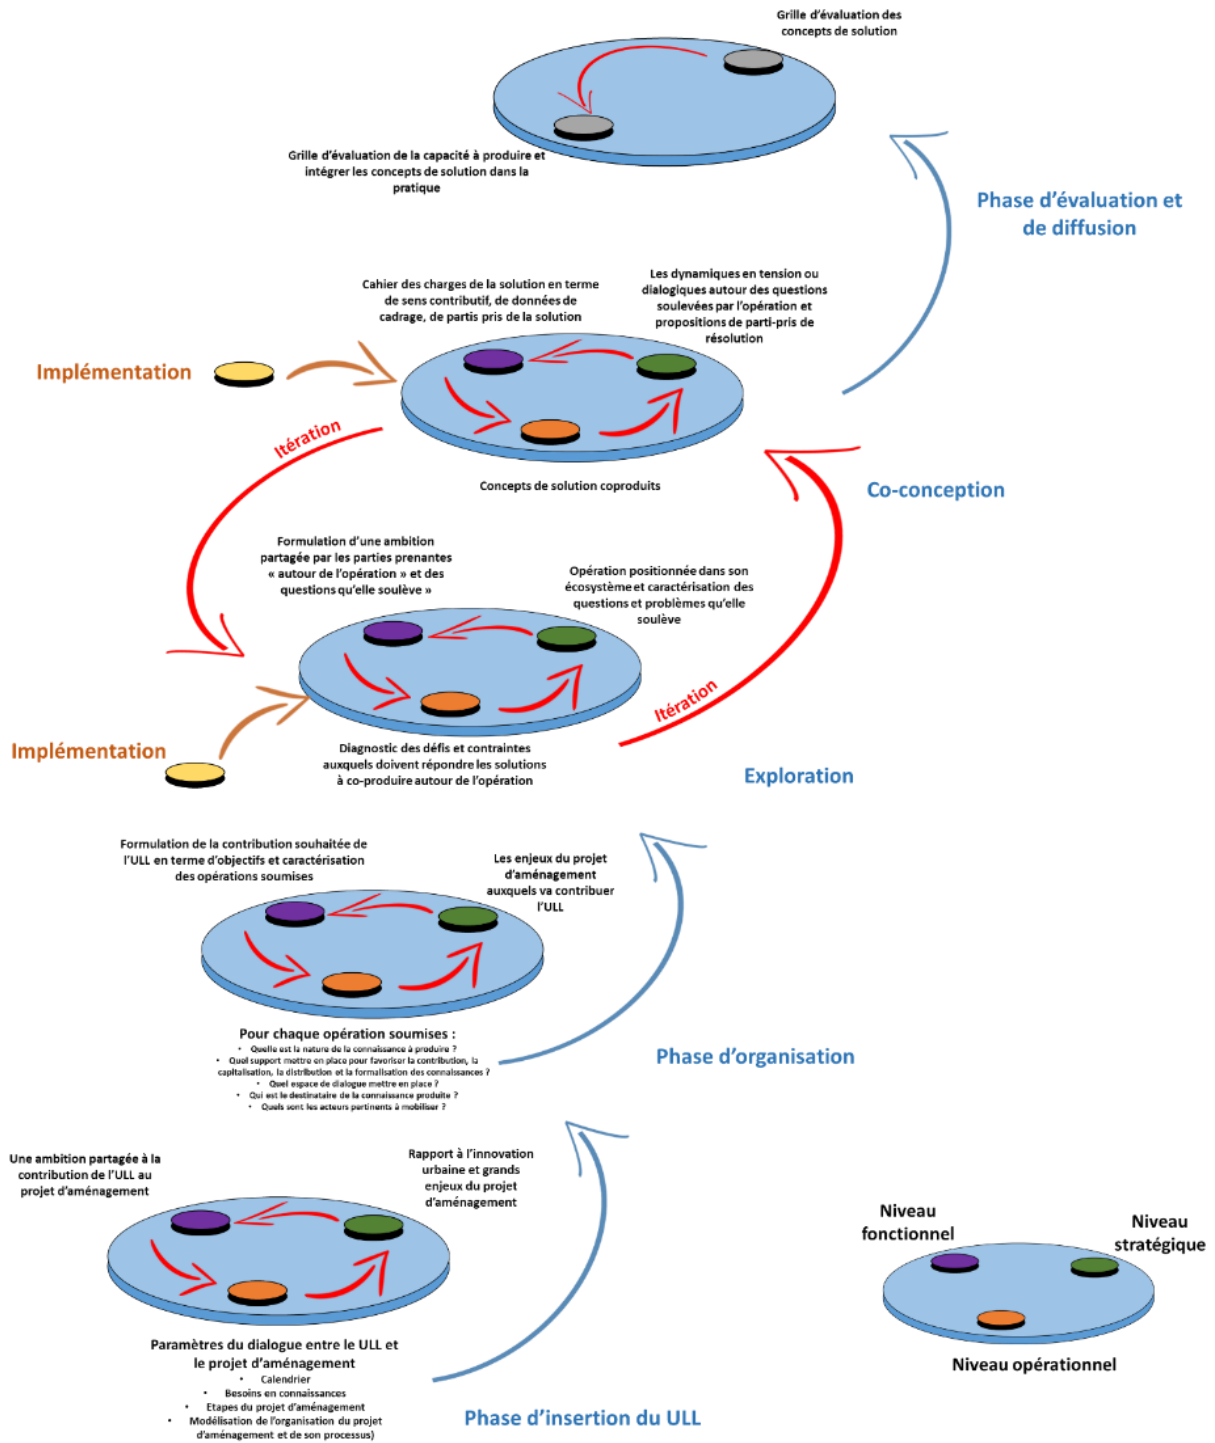 Grille d'évaluation des
concepts de solution
Grille d'évaluation de la capacité à produire et
intégrer les concepts de solution dans la
pratique
Phase d'évaluation et
de diffusion
Cahier des charges de la solution en terme
de sens contributif, de données de
cadrage, de partis pris de la solution
Les dynamiques en tension ou
dialogiques autour des questions
soulevées par l'opération et
propositions de parti-pris de
résolution
Implémentation
Itération
Concepts de solution coproduits
Co-conception
Formulation d'une ambition
partagée par les parties prenantes
« autour de l'opération » et des
questions qu'elle soulève »
Opération positionnée dans son
écosystème et caractérisation des
questions et problèmes qu'elle
soulève
Itération
Implémentation
Diagnostic des défis et contraintes
auxquels doivent répondre les solutions
à co-produire autour de l'opération
Exploration
Formulation de la contribution souhaitée de
l'ULL en terme d'objectifs et caractérisation
des opérations soumises
Les enjeux du projet
d'aménagement
auxquels va contribuer
l'ULL
Pour chaque opération soumises :
• Quelle est la nature de la connaissance à produire ?
• Quel support mettre en place pour favoriser la contribution, la
capitalisation, la distribution et la formalisation des connaissances ?
• Quel espace de dialogue mettre en place ?
• Qui est le destinataire de la connaissance produite ?
• Quels sont les acteurs pertinents à mobiliser ?
Phase d'organisation
Une ambition partagée à la
contribution de l'ULL au
projet d'aménagement
Rapport à l'innovation
urbaine et grands
enjeux du projet
d'aménagement
Paramètres du dialogue entre le ULL et
le projet d'aménagement
• Calendrier
• Besoins en connaissances
• Etapes du projet d'aménagement
• Modélisation de l'organisation du projet
d'aménagement et de son processus)
Phase d'insertion du ULL
Niveau
fonctionnel
Niveau
stratégique
Niveau opérationnel